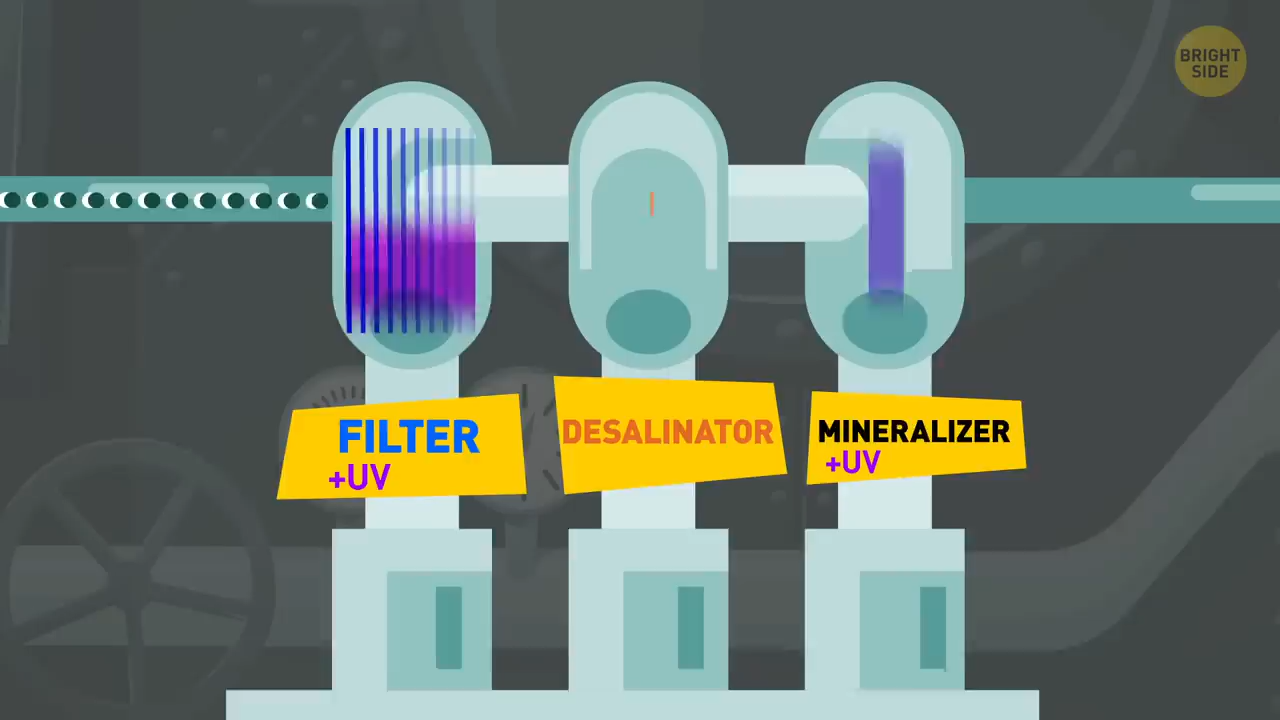 BRIGHT
SIDE
FILTER
+UV
DESALINATOR
MINERALIZER
+UV